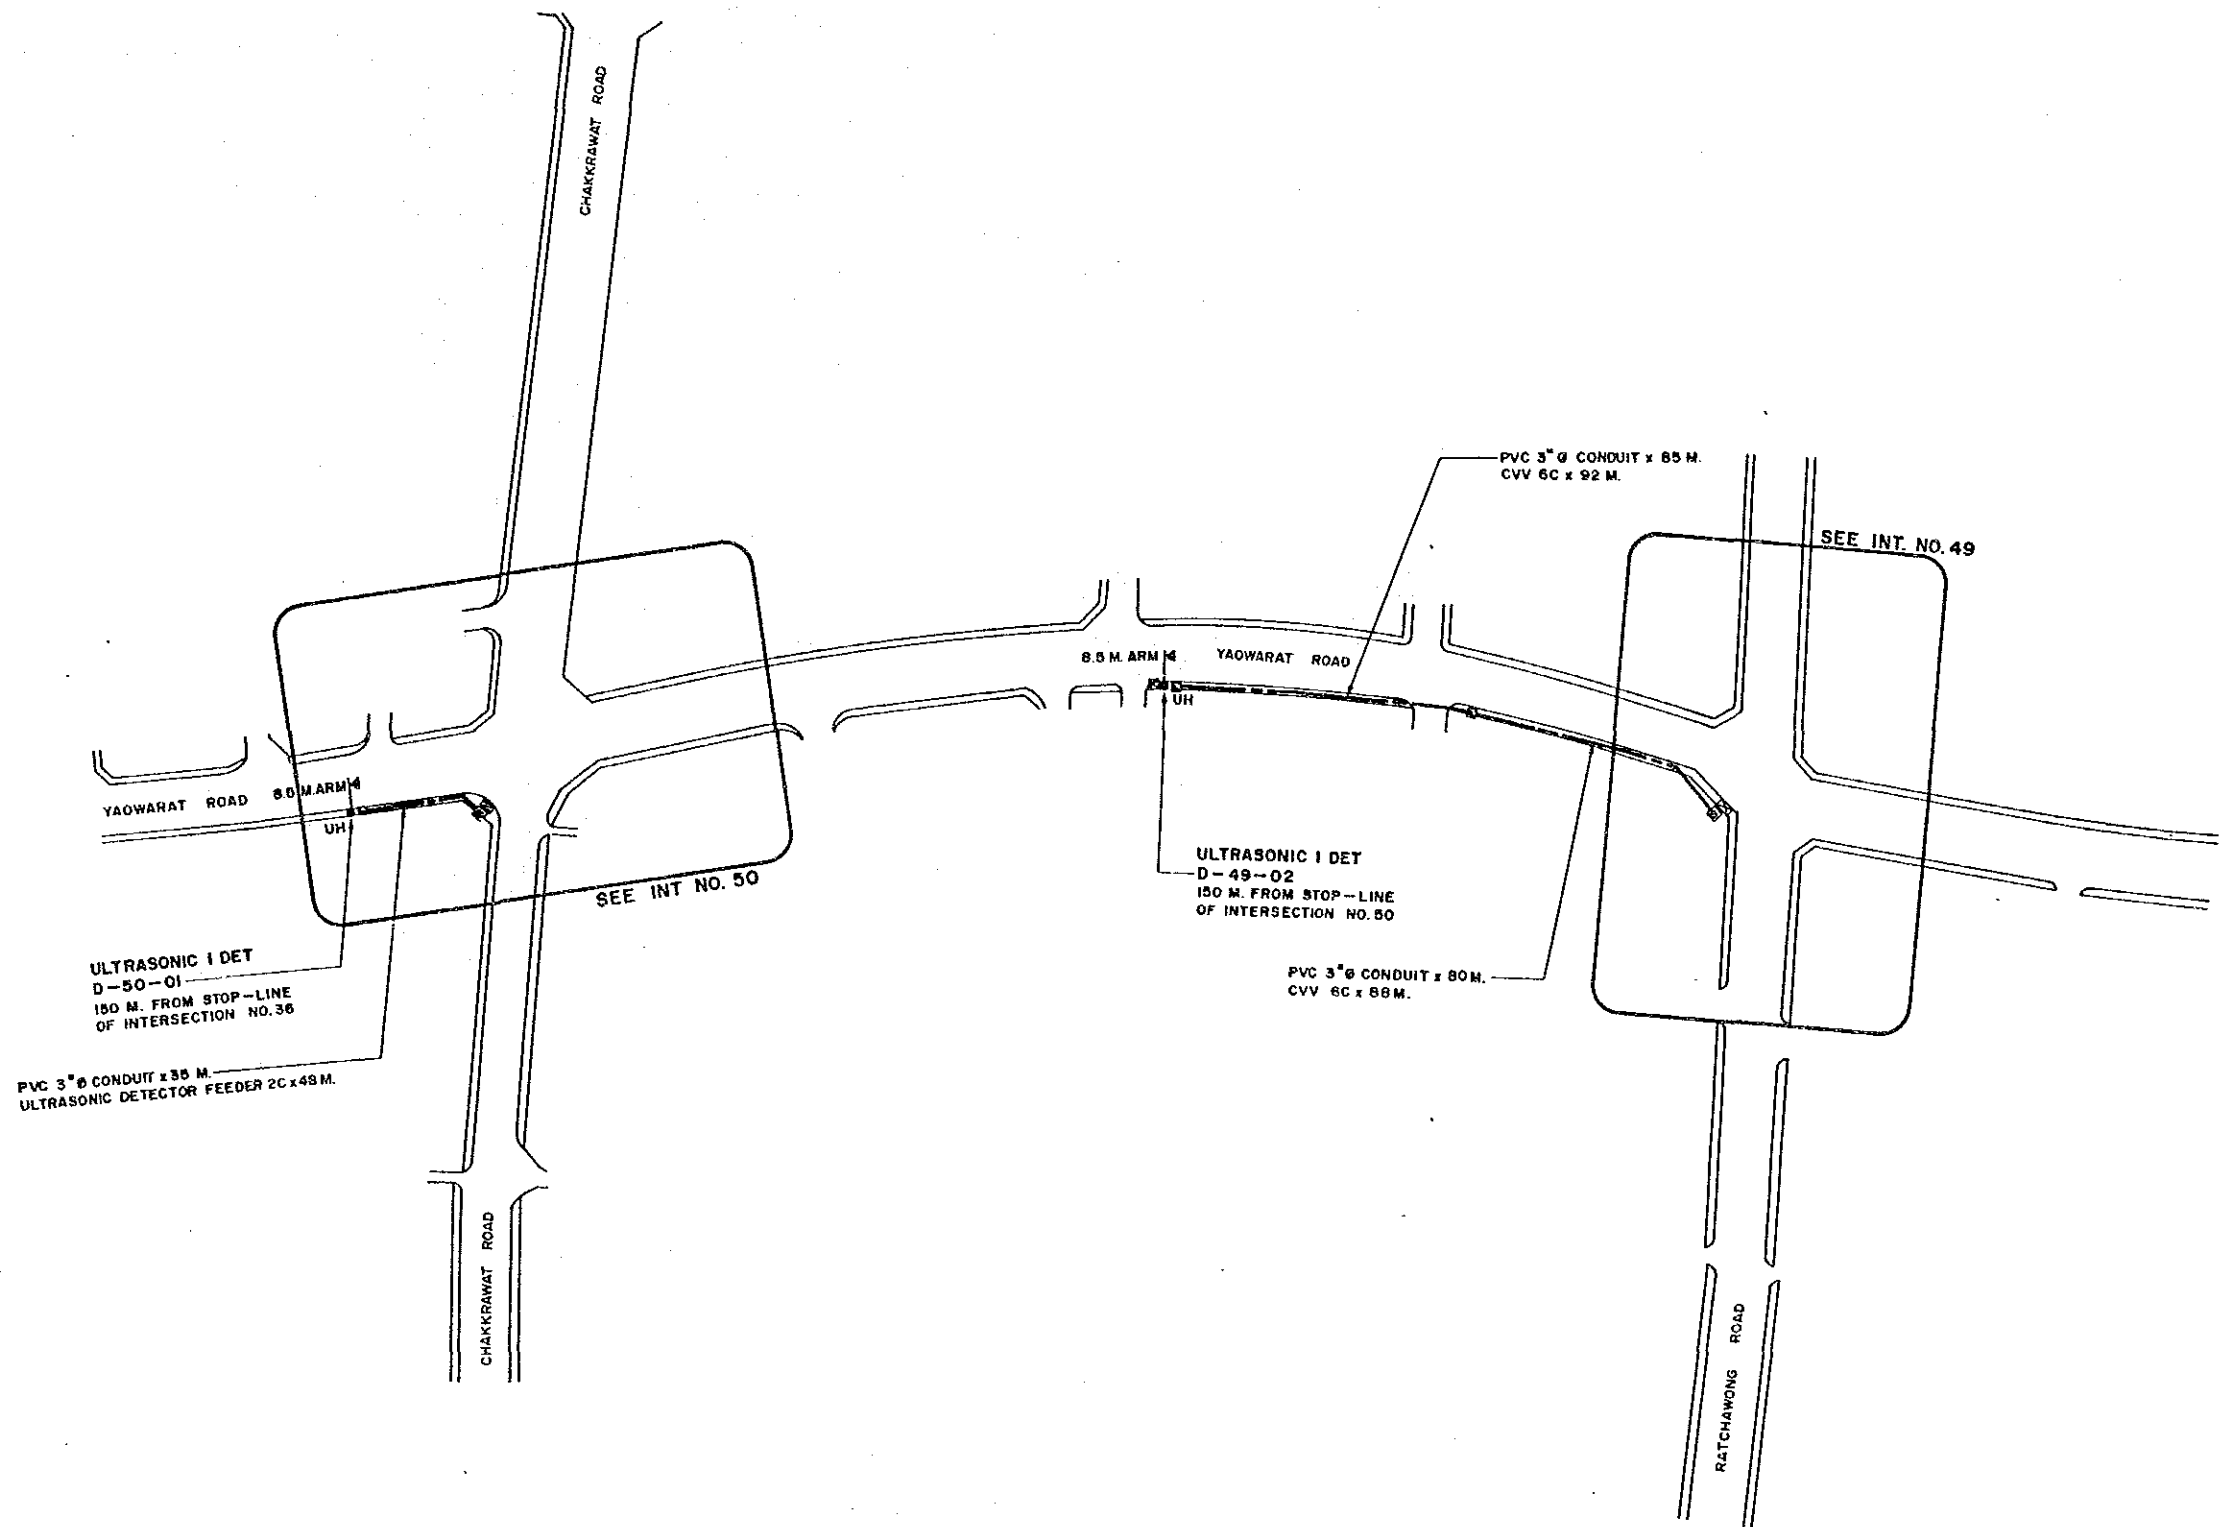 CHAKKRAWAT ROAD
PVC 3"Ø CONDUIT x 85 M.
CVV 6C x 92 M.
SEE INT. NO. 49
8.5 M. ARM
YAOWARAT ROAD
UH
YAOWARAT ROAD
8.5 M. ARM
UH
SEE INT NO. 50
ULTRASONIC 1 DET
D-49-02
150 M. FROM STOP-LINE
OF INTERSECTION NO. 50
ULTRASONIC 1 DET
D-50-01
150 M. FROM STOP-LINE
OF INTERSECTION NO. 36
PVC 3"Ø CONDUIT x 80 M.
CVV 6C x 88 M.
PVC 3"Ø CONDUIT x 35 M.
ULTRASONIC DETECTOR FEEDER 2C x 48 M.
CHAKKRAWAT ROAD
RATCHAWONG ROAD